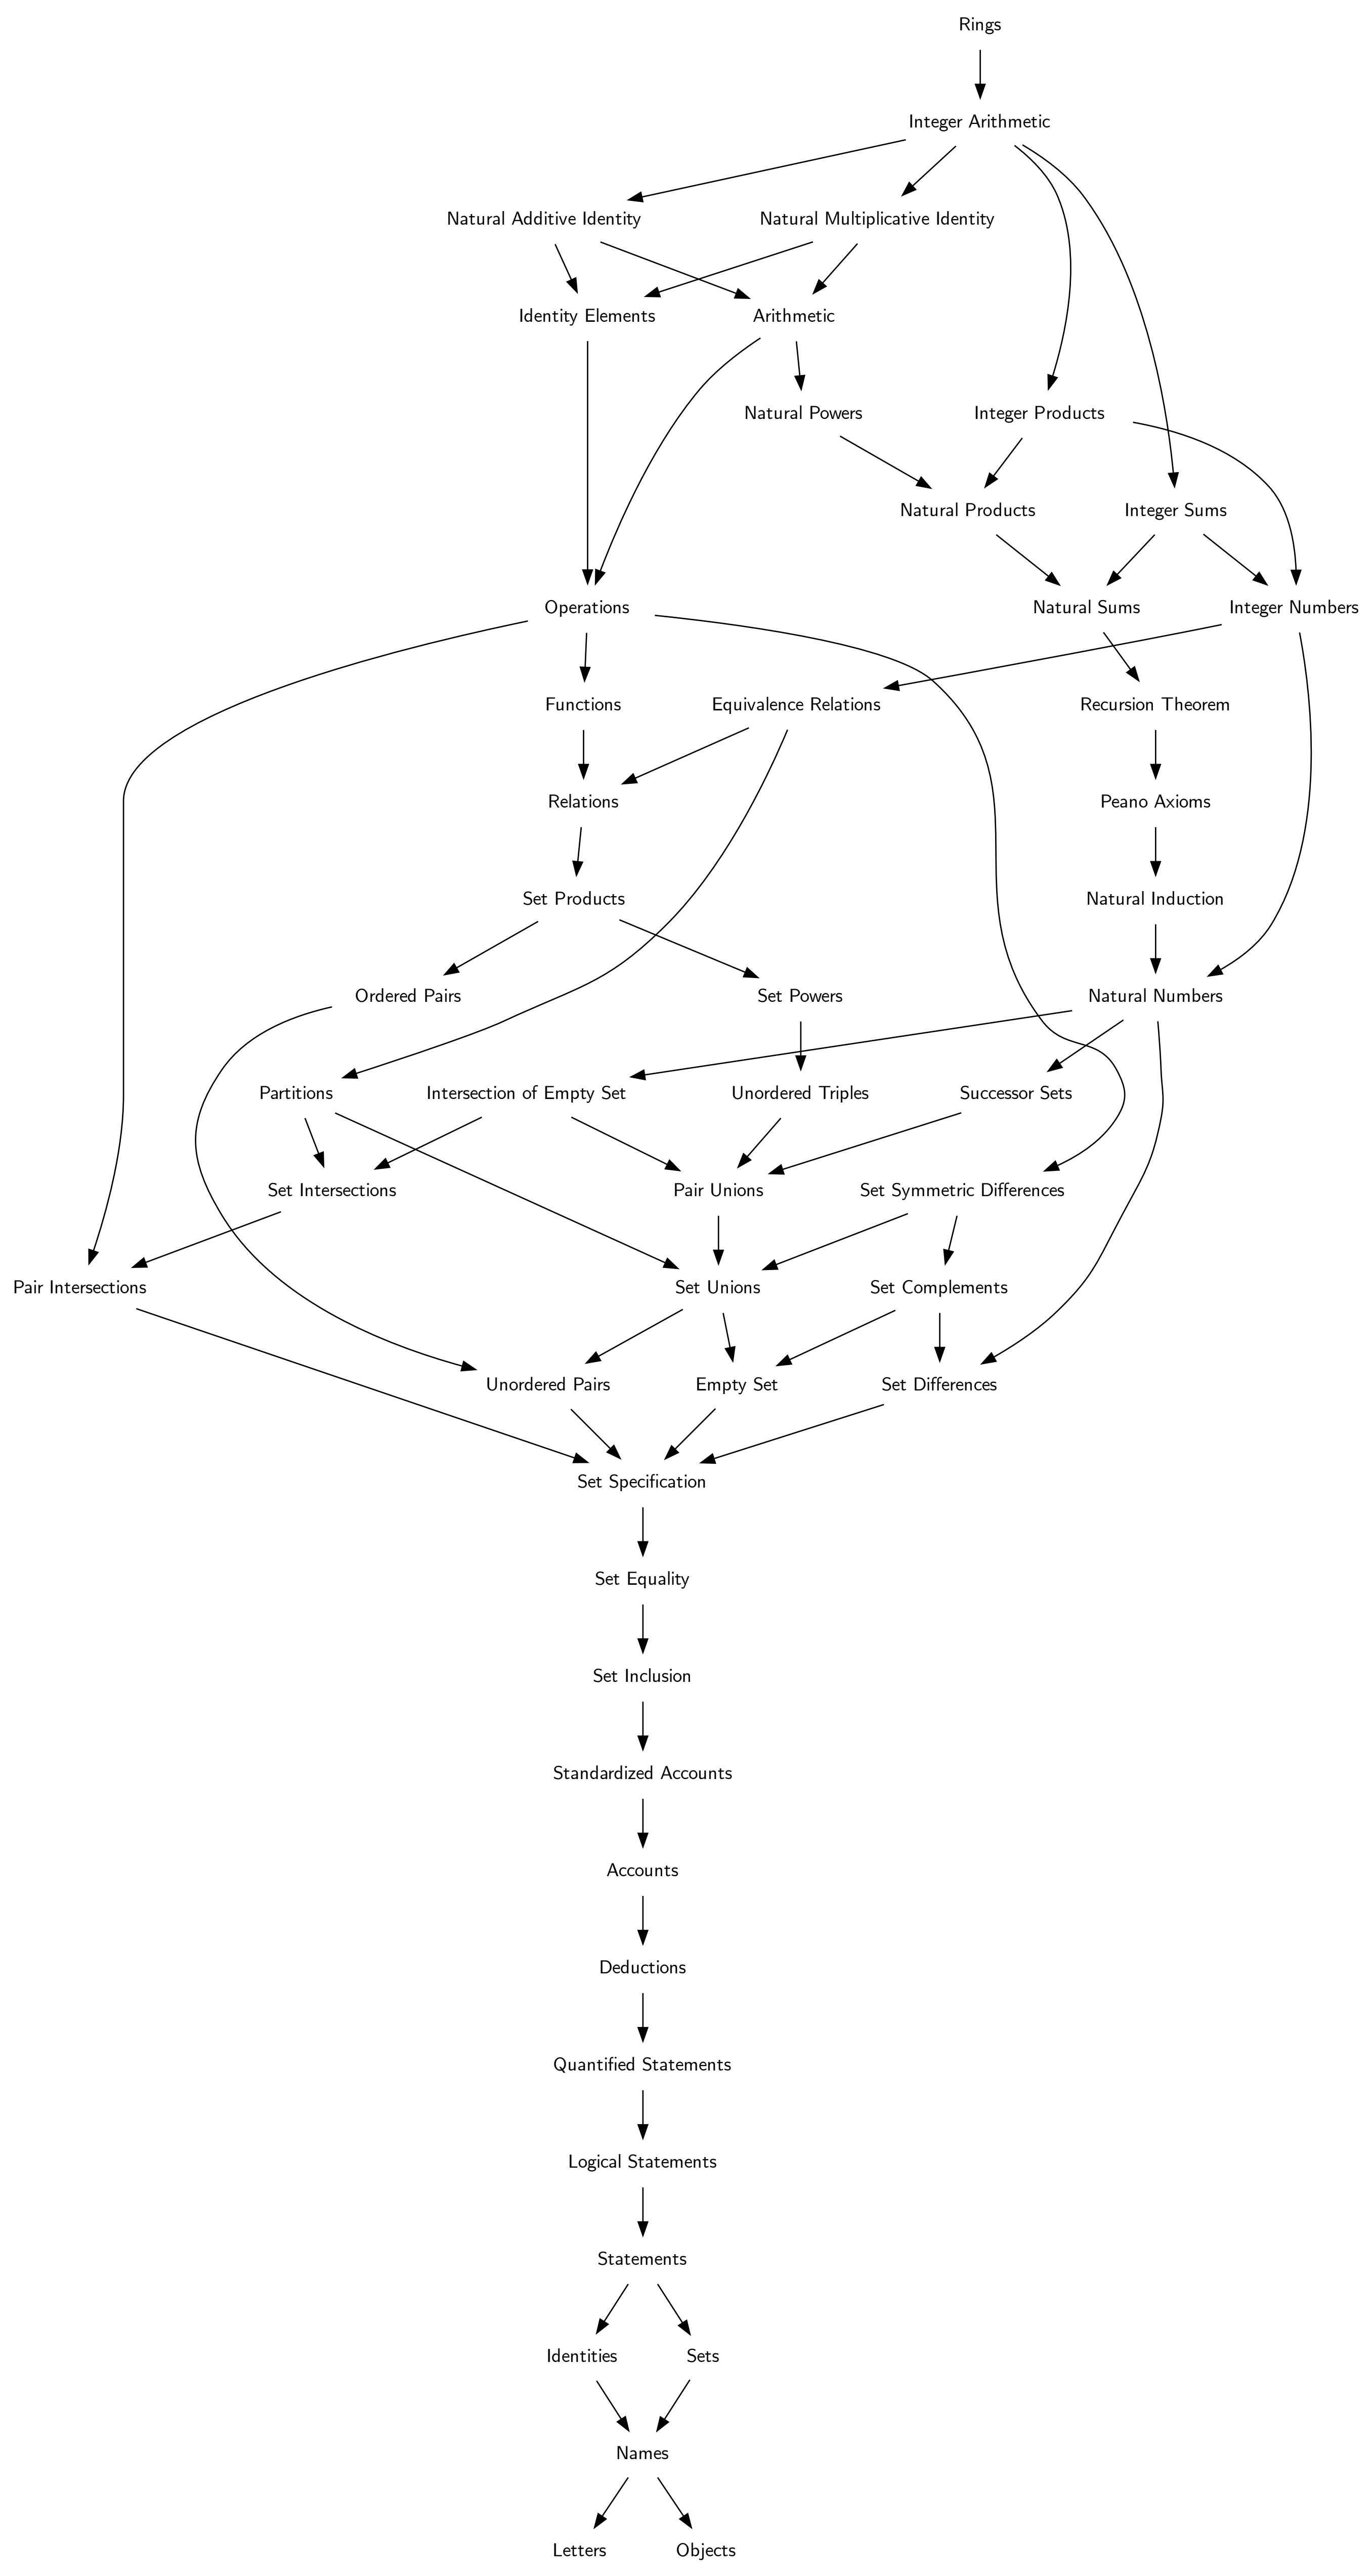 Rings
Integer Arithmetic
Natural Additive Identity
Natural Multiplicative Identity
Identity Elements
Arithmetic
Natural Powers
Integer Products
Natural Products
Integer Sums
Operations
Natural Sums
Integer Numbers
Functions
Equivalence Relations
Recursion Theorem
Relations
Peano Axioms
Set Products
Natural Induction
Ordered Pairs
Set Powers
Natural Numbers
Partitions
Intersection of Empty Set
Unordered Triples
Successor Sets
Set Intersections
Pair Unions
Set Symmetric Differences
Pair Intersections
Set Unions
Set Complements
Unordered Pairs
Empty Set
Set Differences
Set Specification
Set Equality
Set Inclusion
Standardized Accounts
Accounts
Deductions
Quantified Statements
Logical Statements
Statements
Identities
Sets
Names
Letters
Objects